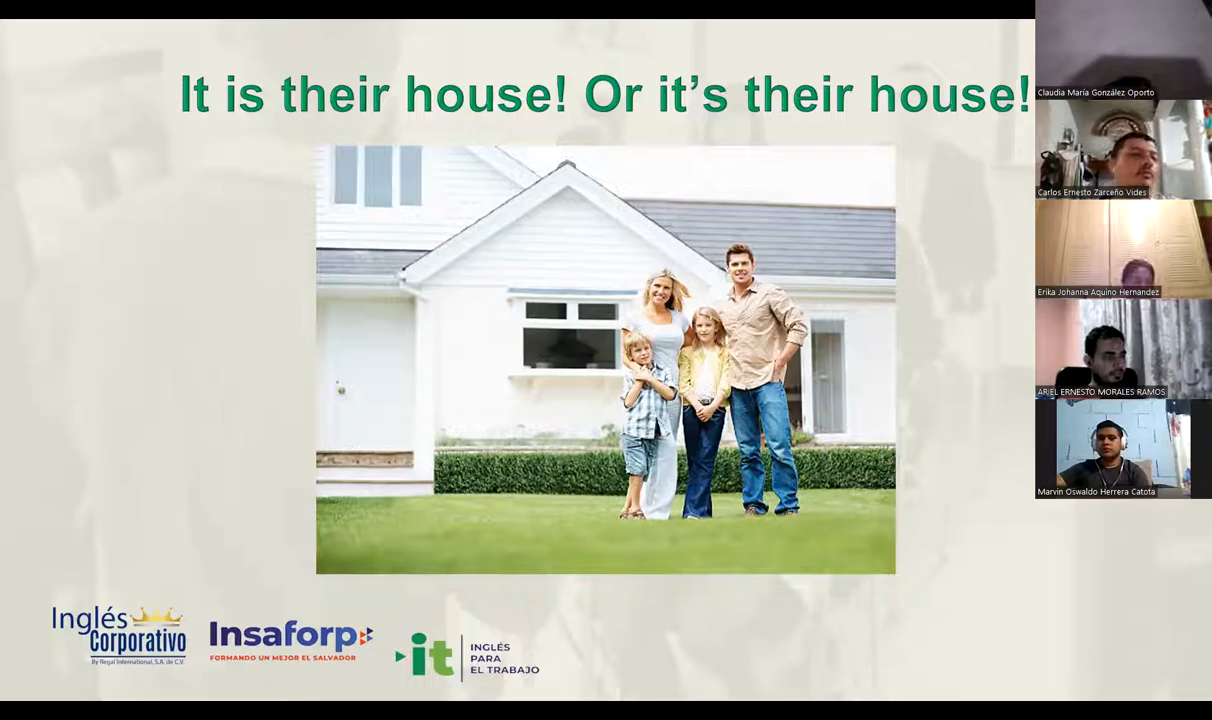 It is their house! Or it's their house!
Claudia María González Oporto
Carlos Ernesto Zarceño Vides
Erika Johanna Aquino Hernandez
ARIEL ERNESTO MORALES RAMOS
Marvin Oswaldo Herrera Catota
Inglés
Corporativo
By Regal International, S.A. de C.V.
Insaforp
FORMANDO UN MEJOR EL SALVADOR
it
INGLÉS
PARA
EL TRABAJO